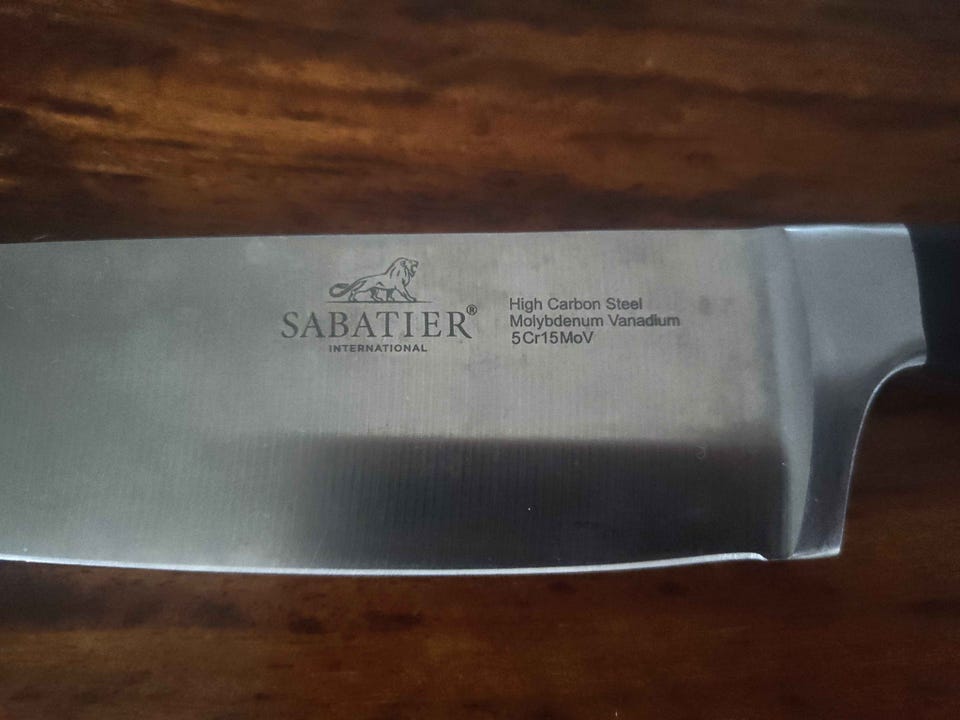 SABATIER®
INTERNATIONAL
High Carbon Steel
Molybdenum Vanadium
5Cr15MoV